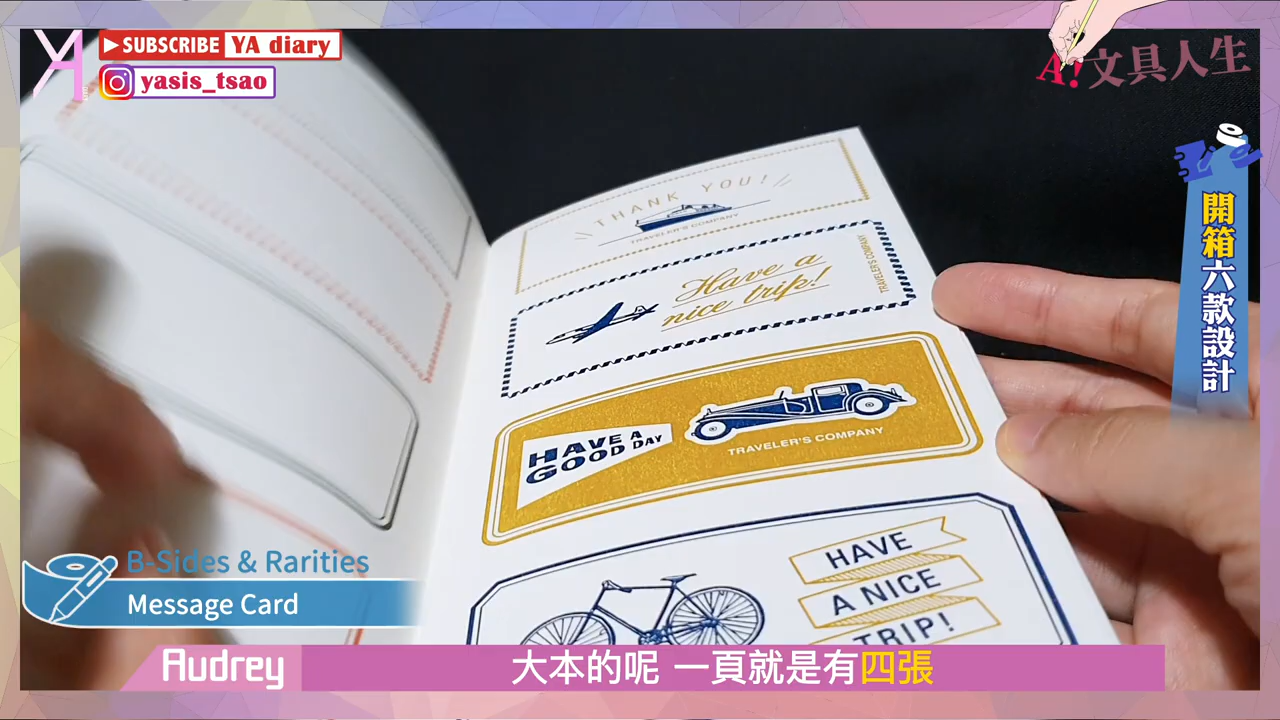 YA
SUBSCRIBE YA diary
yasis_tsao
A!文具人生
開箱六款設計
THANK YOU!
TRAVELER'S COMPANY
Have a
nice trip!
TRAVELER'S COMPANY
HAVE A
GOOD DAY
TRAVELER'S COMPANY
HAVE
A NICE
TRIP!
B-Sides & Rarities
Message Card
Audrey
大本的呢 一頁就是有四張